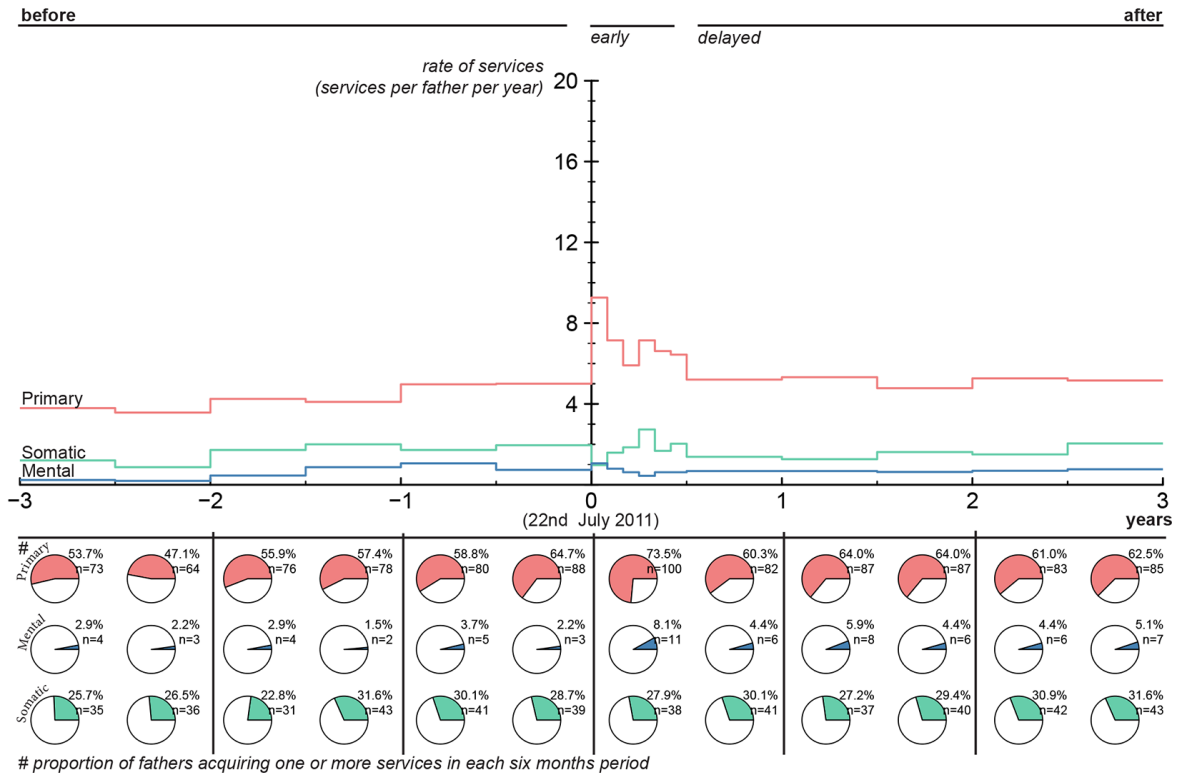 before after
early delayed
rate of services
(services per father per year)
20
16
12
8
4
Primary
Somatic
Mental
−3 −2 −1 0 1 2 3
(22nd July 2011) years
#
Primary
53.7% 47.1% 55.9% 57.4% 58.8% 64.7% 73.5% 60.3% 64.0% 64.0% 61.0% 62.5%
n=73 n=64 n=76 n=78 n=80 n=88 n=100 n=82 n=87 n=87 n=83 n=85
Mental
2.9% 2.2% 2.9% 1.5% 3.7% 2.2% 8.1% 4.4% 5.9% 4.4% 4.4% 5.1%
n=4 n=3 n=4 n=2 n=5 n=3 n=11 n=6 n=8 n=6 n=6 n=7
Somatic
25.7% 26.5% 22.8% 31.6% 30.1% 28.7% 27.9% 30.1% 27.2% 29.4% 30.9% 31.6%
n=35 n=36 n=31 n=43 n=41 n=39 n=38 n=41 n=37 n=40 n=42 n=43
# proportion of fathers acquiring one or more services in each six months period